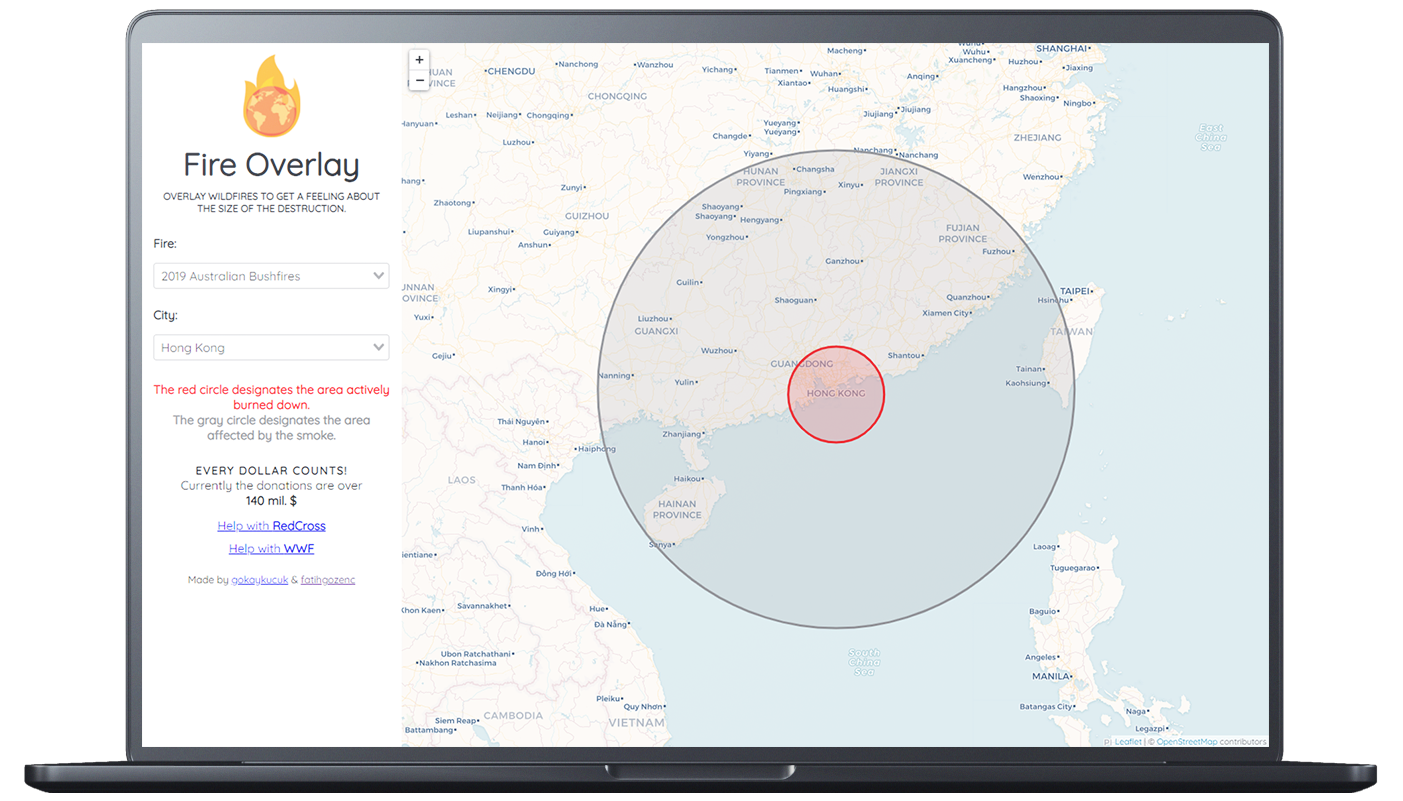 Fire Overlay
OVERLAY WILDFIRES TO GET A FEELING ABOUT
THE SIZE OF THE DESTRUCTION.
Fire:
2019 Australian Bushfires
City:
Hong Kong
The red circle designates the area actively
burned down.
The gray circle designates the area
affected by the smoke.
EVERY DOLLAR COUNTS!
Currently the donations are over
140 mil. $
Help with RedCross
Help with WWF
Made by gokaykucuk & fatihgozenc
+
−
Macheng
Wuhu
SHANGHAI
Nanchong
Wanzhou
Yichang
Tianmen
Wuhan
Xuancheng
Huzhou
Jiaxing
CHENGDU
Xiantao
Huangshi
Anqing
Hangzhou
Shaoxing
Ningbo
CHONGQING
Leshan
Neijiang
Chongqing
Jiujiang
Jiujiang
Yueyang
Yueyang
Changde
ZHEJIANG
East
China
Sea
Luzhou
Yiyang
Nanchang
Nanchang
HUNAN
PROVINCE
Changsha
JIANGXI
PROVINCE
Wenzhou
Zunyi
Pingxiang
Xinyu
Zhaotong
Shaoyang
Shaoyang
Hengyang
GUIZHOU
Liupanshui
Guiyang
Anshun
Yongzhou
FUJIAN
PROVINCE
Fuzhou
Ganzhou
Guilin
Xingyi
Shaoguan
Quanzhou
TAIPEI
Hsinchu
Xiamen City
Yuxi
Liuzhou
GUANGXI
TAIWAN
Gejiu
Wuzhou
GUANGDONG
Shantou
Nanning
Yulin
Tainan
Kaohsiung
HONG KONG
Thái Nguyên
Zhanjiang
Hanoi
Haiphong
Nam Định
LAOS
Thanh Hóa
Haikou
HAINAN
PROVINCE
Vinh
Sanya
Laoag
Tuguegarao
Đồng Hới
Savannakhet
Hue
Đà Nẵng
Baguio
Ubon Ratchathani
Nakhon Ratchasima
South
China
Sea
Angeles
MANILA
Pleiku
Quy Nhơn
Batangas City
Naga
Siem Reap
CAMBODIA
VIETNAM
Battambang
Legazpi
Leaflet | © OpenStreetMap contributors